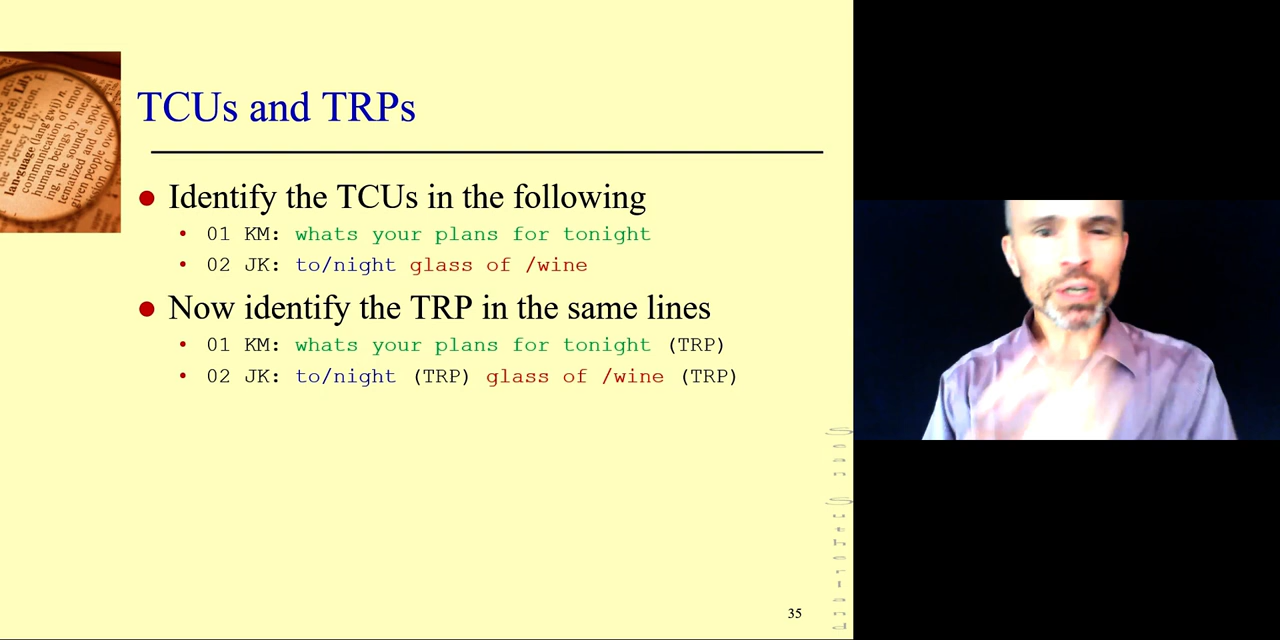 TCUs and TRPs
Identify the TCUs in the following
01 KM: whats your plans for tonight
02 JK: to/night glass of /wine
Now identify the TRP in the same lines
01 KM: whats your plans for tonight (TRP)
02 JK: to/night (TRP) glass of /wine (TRP)
Sean Sutherland
35